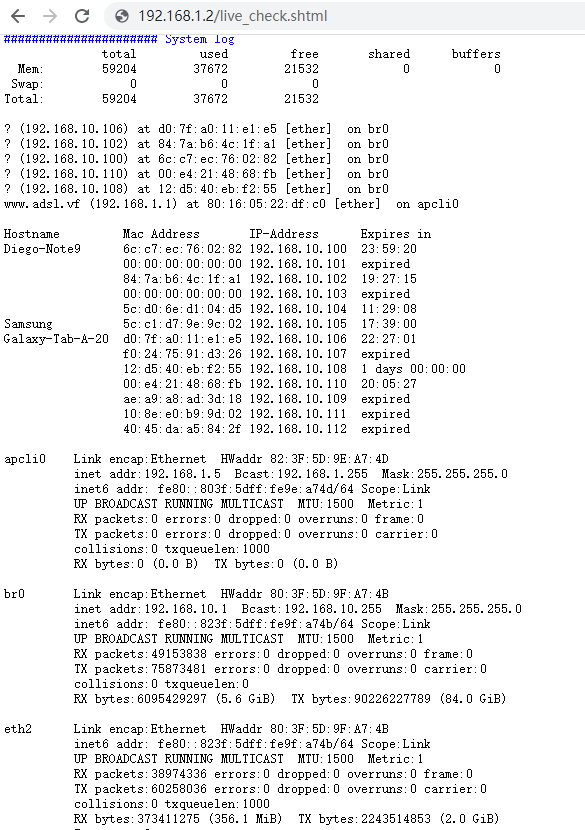 192.168.1.2/live_check.shtml
###################### System log
total used free shared buffers
Mem: 59204 37672 21532 0 0
Swap: 0 0 0
Total: 59204 37672 21532
? (192.168.10.106) at d0:7f:a0:11:e1:e5 [ether] on br0
? (192.168.10.102) at 84:7a:b6:4c:1f:a1 [ether] on br0
? (192.168.10.100) at 6c:c7:ec:76:02:82 [ether] on br0
? (192.168.10.110) at 00:e4:21:48:68:fb [ether] on br0
? (192.168.10.108) at 12:d5:40:eb:f2:55 [ether] on br0
www.adsl.vf (192.168.1.1) at 80:16:05:22:df:c0 [ether] on apcli0
Hostname Mac Address IP-Address Expires in
Diego-Note9 6c:c7:ec:76:02:82 192.168.10.100 23:59:20
00:00:00:00:00:00 192.168.10.101 expired
84:7a:b6:4c:1f:a1 192.168.10.102 19:27:15
00:00:00:00:00:00 192.168.10.103 expired
5c:d0:6e:d1:04:d5 192.168.10.104 11:29:08
Samsung 5c:c1:d7:9e:9c:02 192.168.10.105 17:39:00
Galaxy-Tab-A-20 d0:7f:a0:11:e1:e5 192.168.10.106 22:27:01
f0:24:75:91:d3:26 192.168.10.107 expired
12:d5:40:eb:f2:55 192.168.10.108 1 days 00:00:00
00:e4:21:48:68:fb 192.168.10.110 20:05:27
ae:a9:a8:ad:3d:18 192.168.10.109 expired
10:8e:e0:b9:9d:02 192.168.10.111 expired
40:45:da:a5:84:2f 192.168.10.112 expired
apcli0 Link encap:Ethernet HWaddr 82:3F:5D:9E:A7:4D
inet addr:192.168.1.5 Bcast:192.168.1.255 Mask:255.255.255.0
inet6 addr: fe80::803f:5dff:fe9e:a74d/64 Scope:Link
UP BROADCAST RUNNING MULTICAST MTU:1500 Metric:1
RX packets:0 errors:0 dropped:0 overruns:0 frame:0
TX packets:0 errors:0 dropped:0 overruns:0 carrier:0
collisions:0 txqueuelen:1000
RX bytes:0 (0.0 B) TX bytes:0 (0.0 B)
br0 Link encap:Ethernet HWaddr 80:3F:5D:9F:A7:4B
inet addr:192.168.10.1 Bcast:192.168.10.255 Mask:255.255.255.0
inet6 addr: fe80::823f:5dff:fe9f:a74b/64 Scope:Link
UP BROADCAST RUNNING MULTICAST MTU:1500 Metric:1
RX packets:49153838 errors:0 dropped:0 overruns:0 frame:0
TX packets:75873481 errors:0 dropped:0 overruns:0 carrier:0
collisions:0 txqueuelen:0
RX bytes:6095429297 (5.6 GiB) TX bytes:90226227789 (84.0 GiB)
eth2 Link encap:Ethernet HWaddr 80:3F:5D:9F:A7:4B
inet6 addr: fe80::823f:5dff:fe9f:a74b/64 Scope:Link
UP BROADCAST RUNNING MULTICAST MTU:1500 Metric:1
RX packets:38974336 errors:0 dropped:0 overruns:0 frame:0
TX packets:60258036 errors:0 dropped:0 overruns:0 carrier:0
collisions:0 txqueuelen:1000
RX bytes:373411275 (356.1 MiB) TX bytes:2243514853 (2.0 GiB)